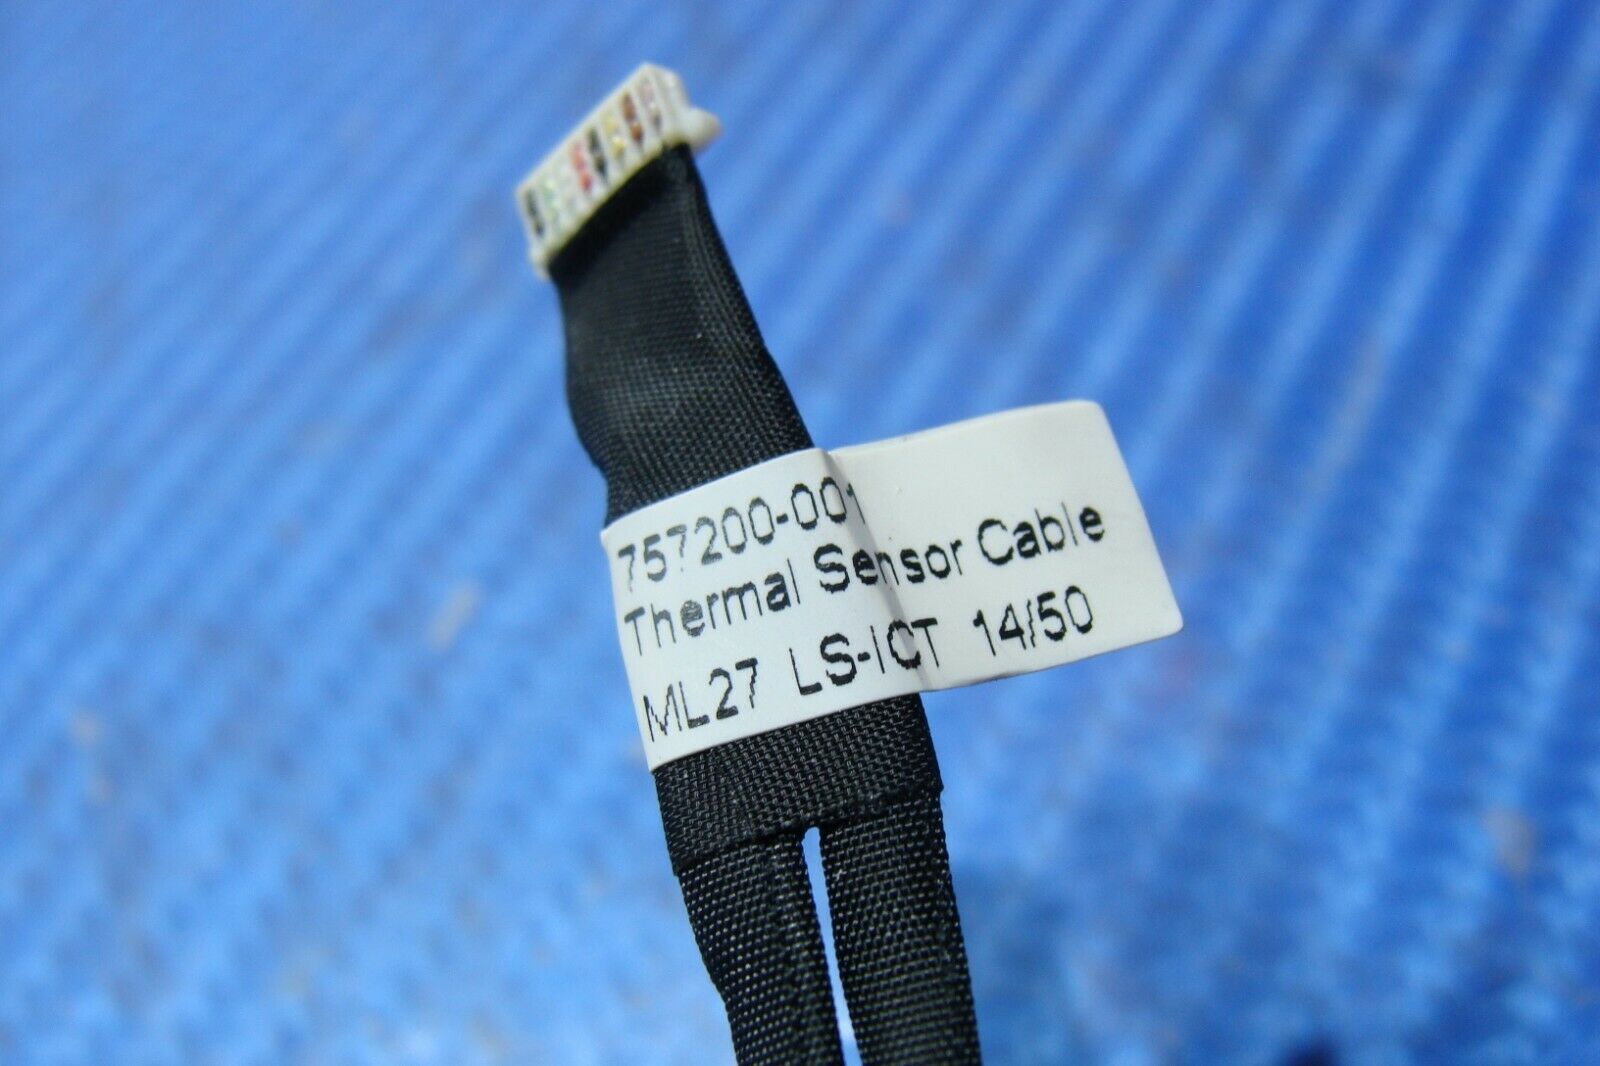 757200-001
Thermal Sensor Cable
ML27 LS-ICT 14/50